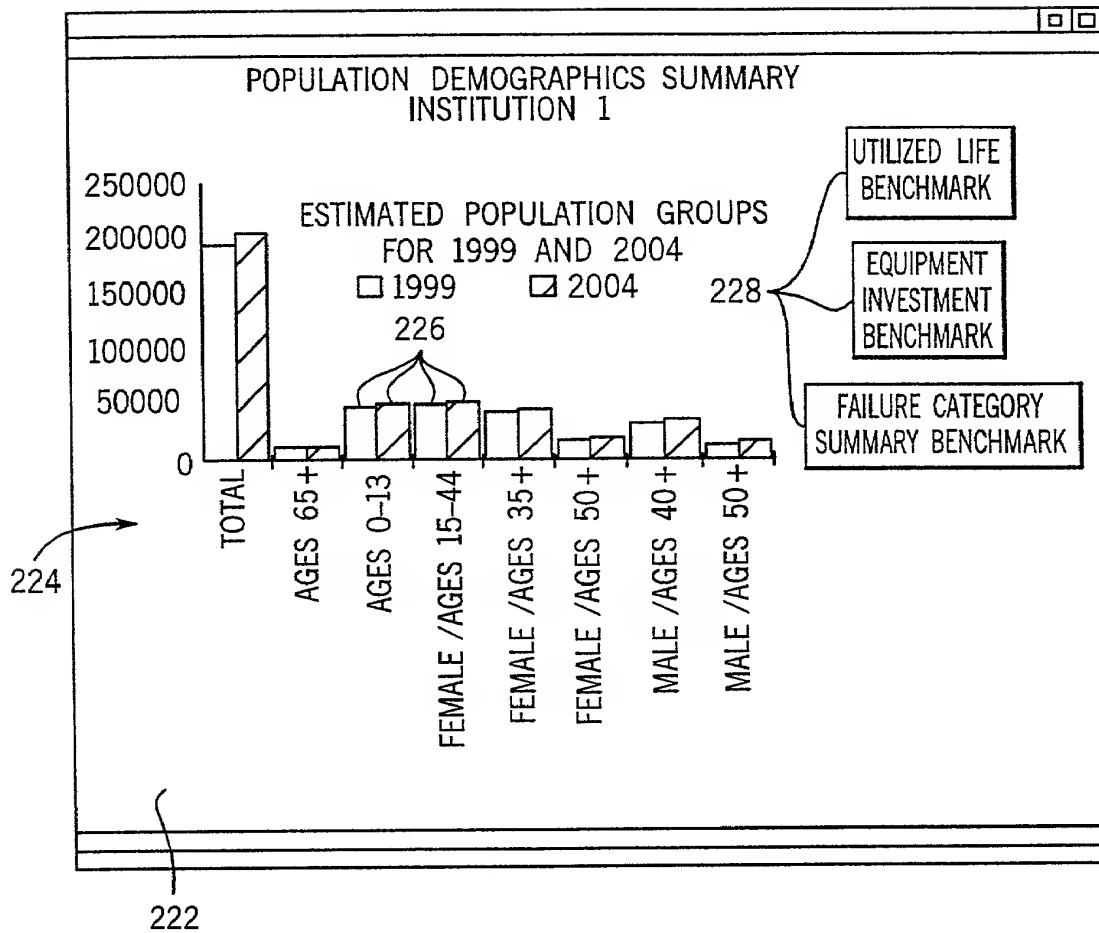 POPULATION DEMOGRAPHICS SUMMARY
INSTITUTION 1
UTILIZED LIFE
BENCHMARK
EQUIPMENT
INVESTMENT
BENCHMARK
FAILURE CATEGORY
SUMMARY BENCHMARK
228
ESTIMATED POPULATION GROUPS
FOR 1999 AND 2004
1999
2004
226
250000
200000
150000
100000
50000
0
TOTAL
AGES 65+
AGES 0-13
FEMALE /AGES 15-44
FEMALE /AGES 35+
FEMALE /AGES 50+
MALE /AGES 40+
MALE /AGES 50+
224
222